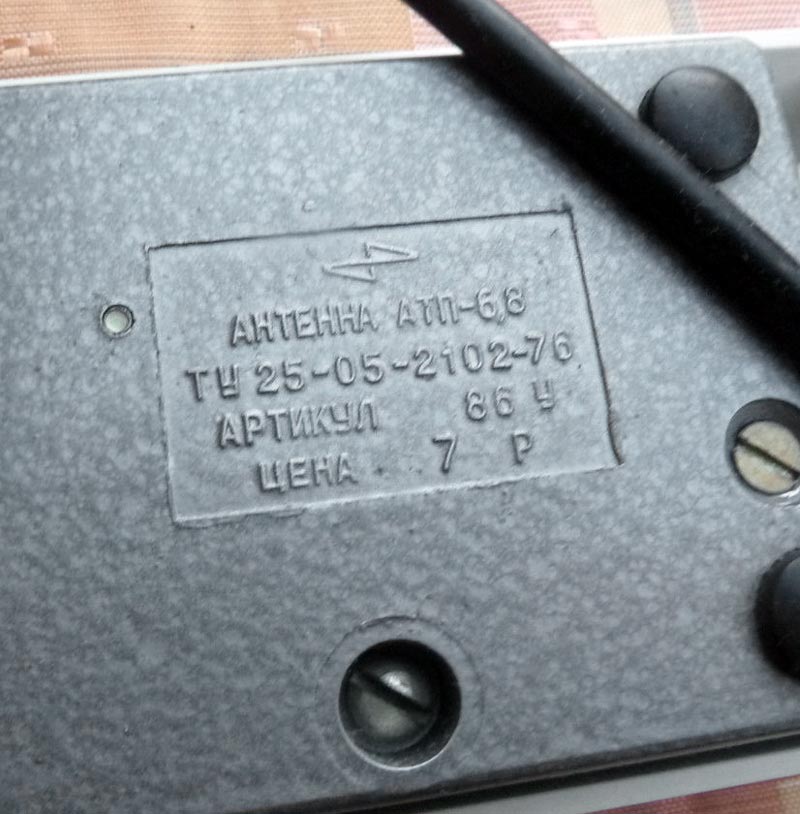 АНТЕННА АТП-6,8
ТУ 25-05-2102-76
АРТИКУЛ 86 У
ЦЕНА 7 Р